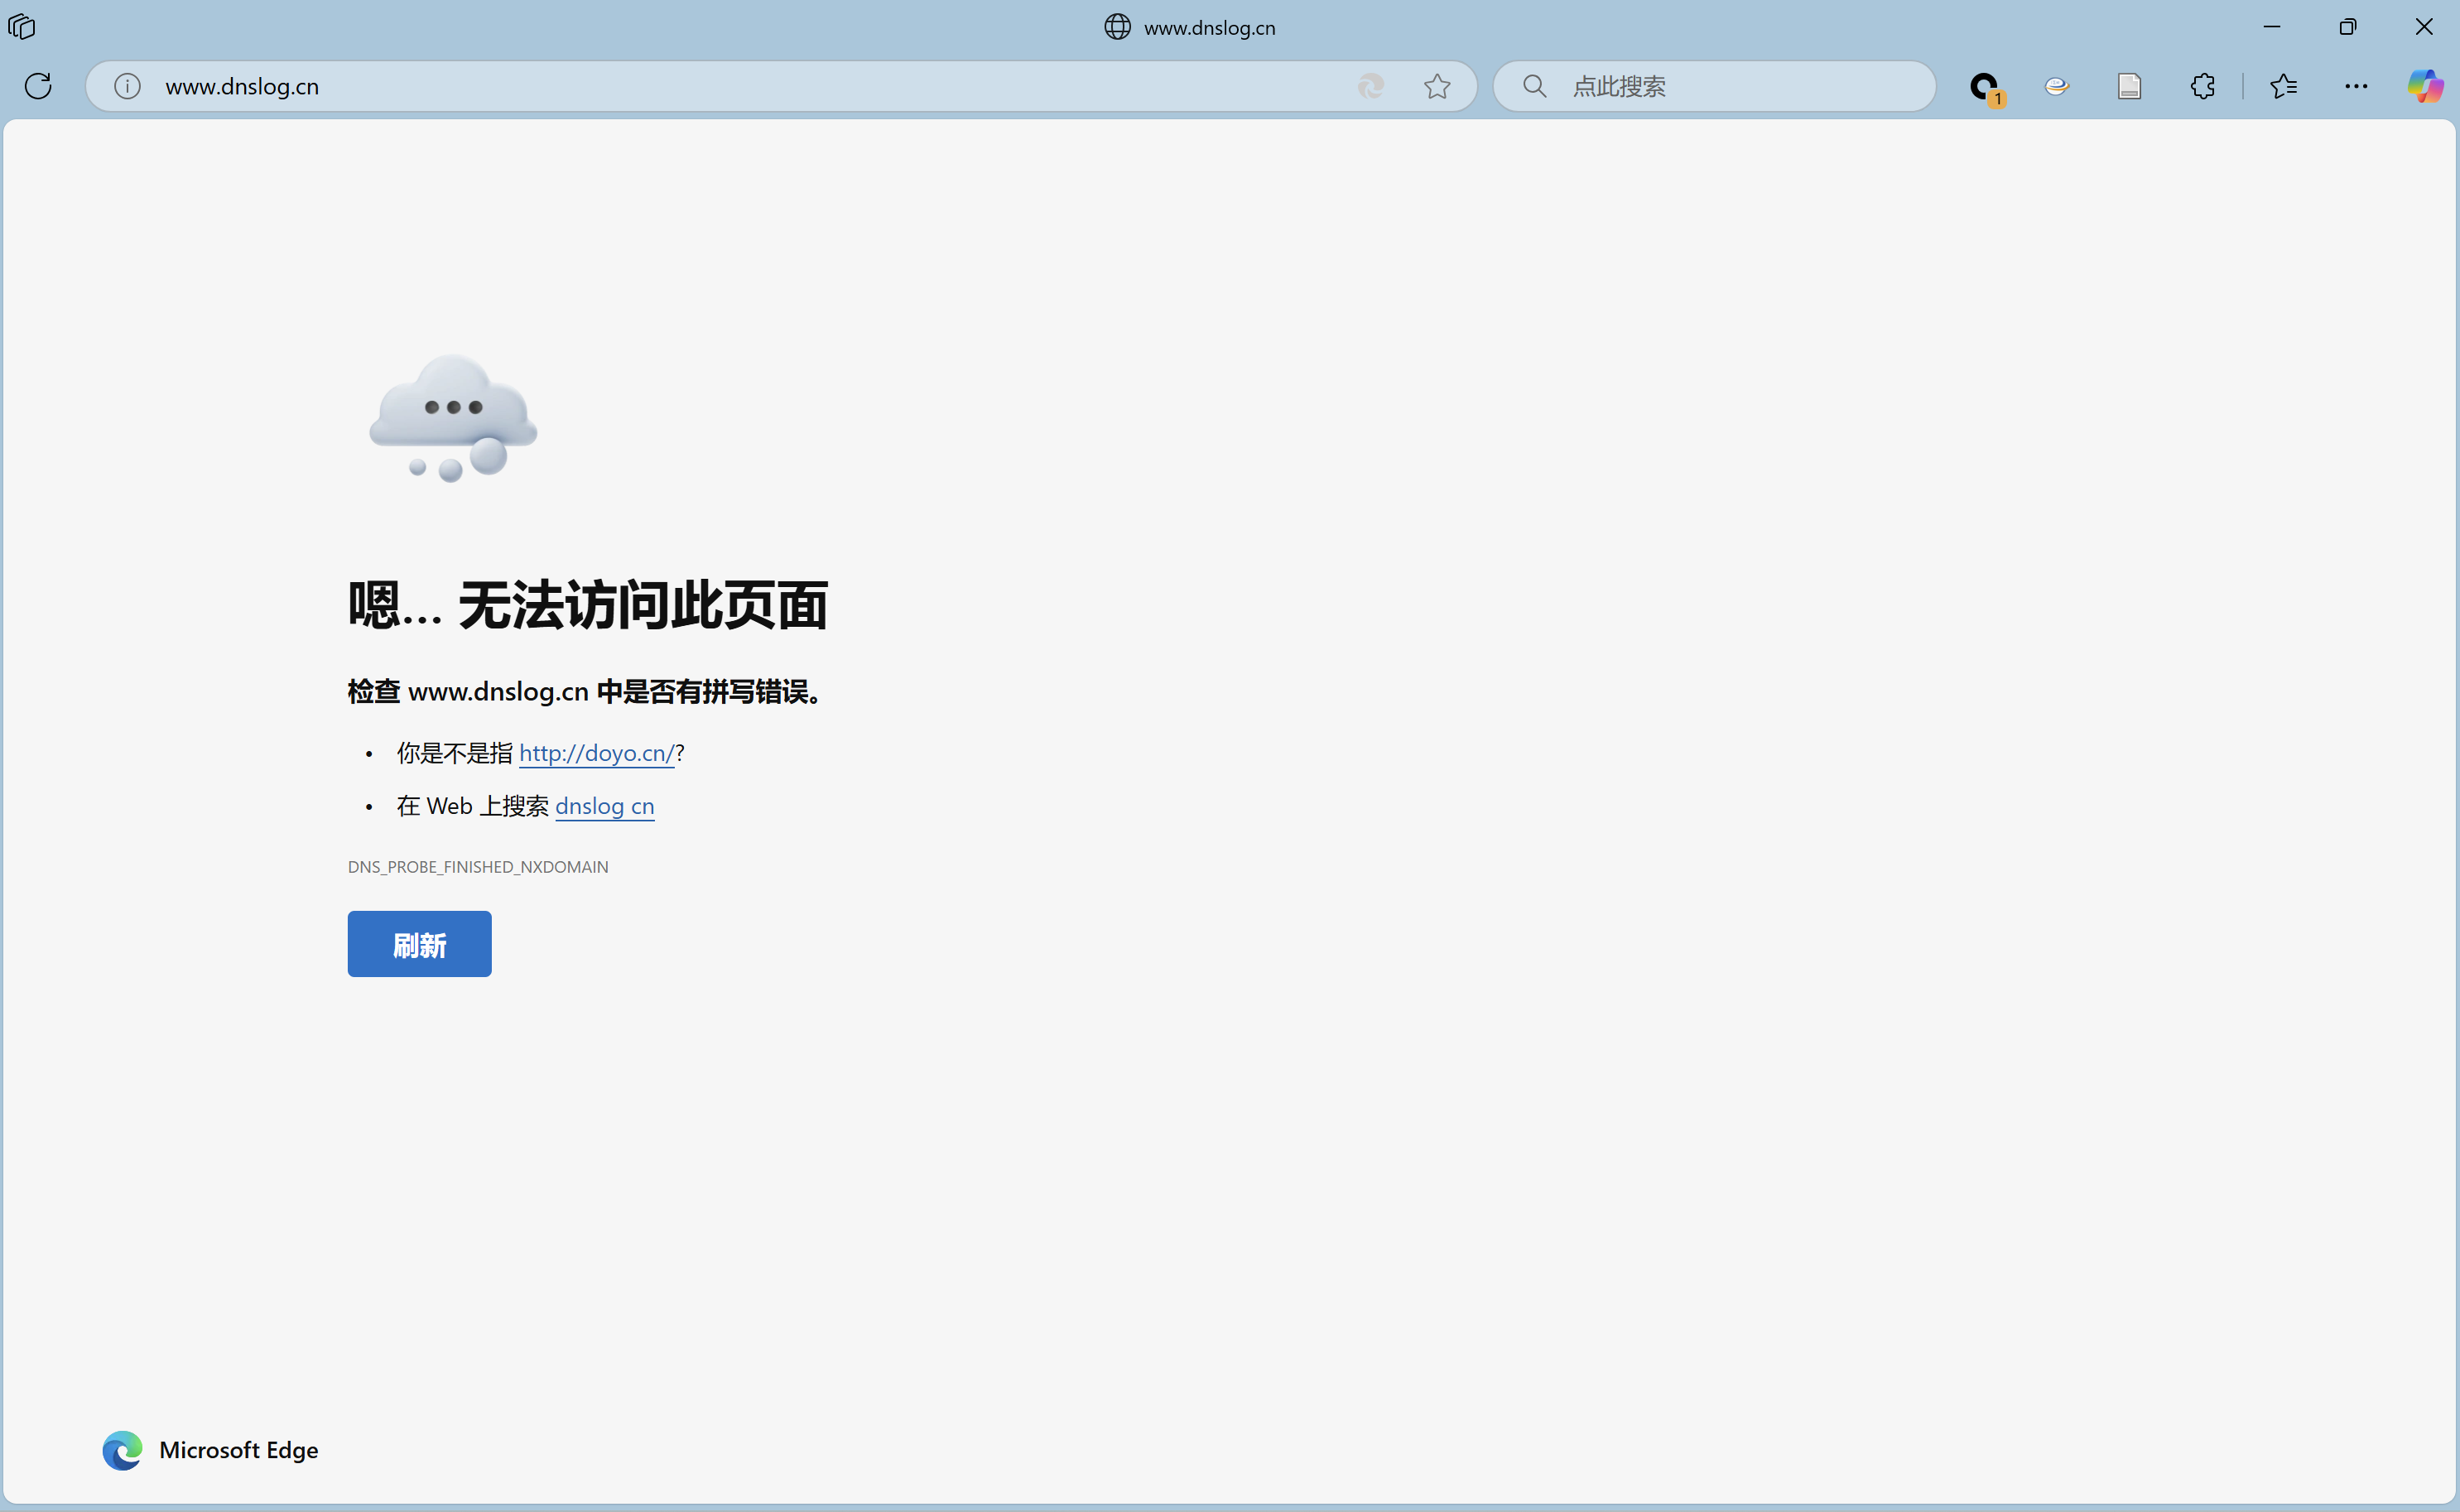 www.dnslog.cn
www.dnslog.cn
点此搜索
1
嗯... 无法访问此页面
检查 www.dnslog.cn 中是否有拼写错误。
• 你是不是指 http://doyo.cn/?
• 在 Web 上搜索 dnslog cn
DNS_PROBE_FINISHED_NXDOMAIN
刷新
Microsoft Edge